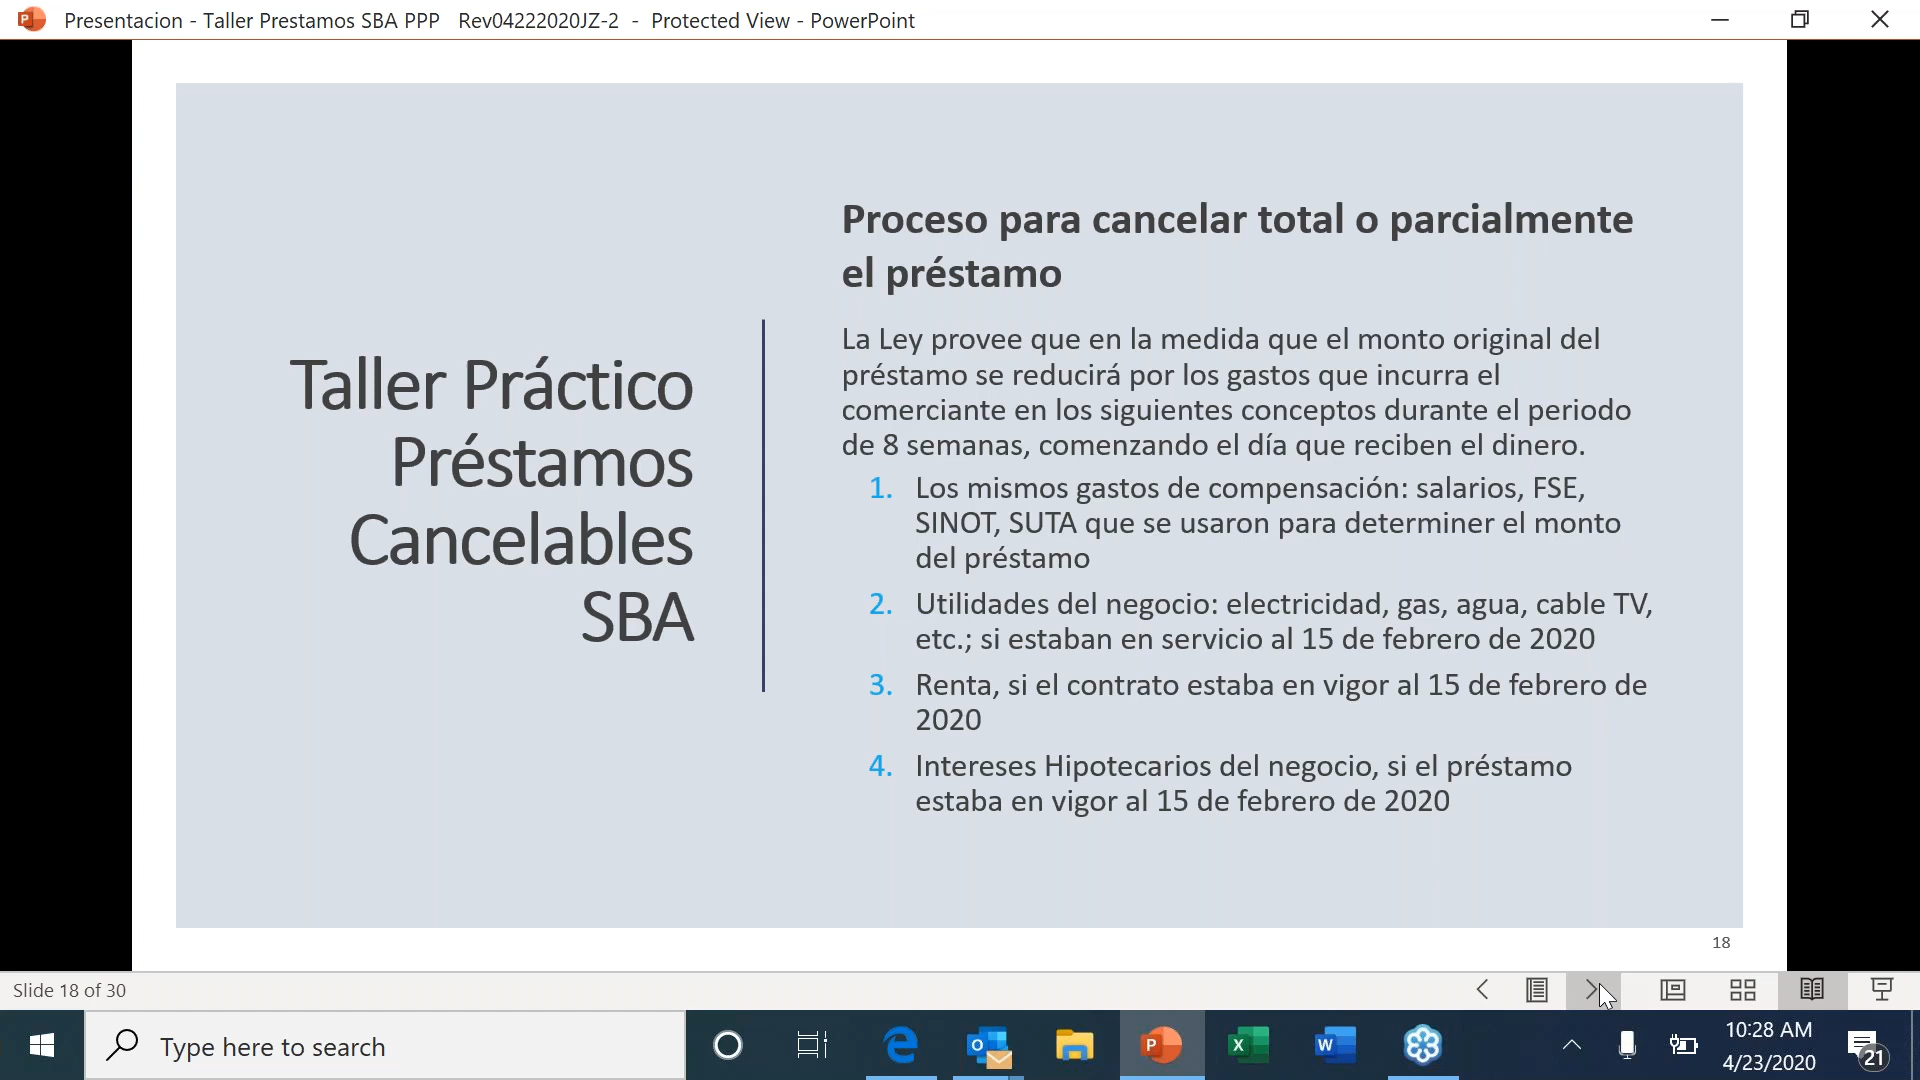 Presentacion - Taller Prestamos SBA PPP   Rev04222020JZ-2  -  Protected View - PowerPoint
Taller Práctico
Préstamos
Cancelables
SBA
Proceso para cancelar total o parcialmente
el préstamo
La Ley provee que en la medida que el monto original del
préstamo se reducirá por los gastos que incurra el
comerciante en los siguientes conceptos durante el periodo
de 8 semanas, comenzando el día que reciben el dinero.
1. Los mismos gastos de compensación: salarios, FSE,
SINOT, SUTA que se usaron para determiner el monto
del préstamo
2. Utilidades del negocio: electricidad, gas, agua, cable TV,
etc.; si estaban en servicio al 15 de febrero de 2020
3. Renta, si el contrato estaba en vigor al 15 de febrero de
2020
4. Intereses Hipotecarios del negocio, si el préstamo
estaba en vigor al 15 de febrero de 2020
18
Slide 18 of 30
Type here to search
10:28 AM
4/23/2020
21